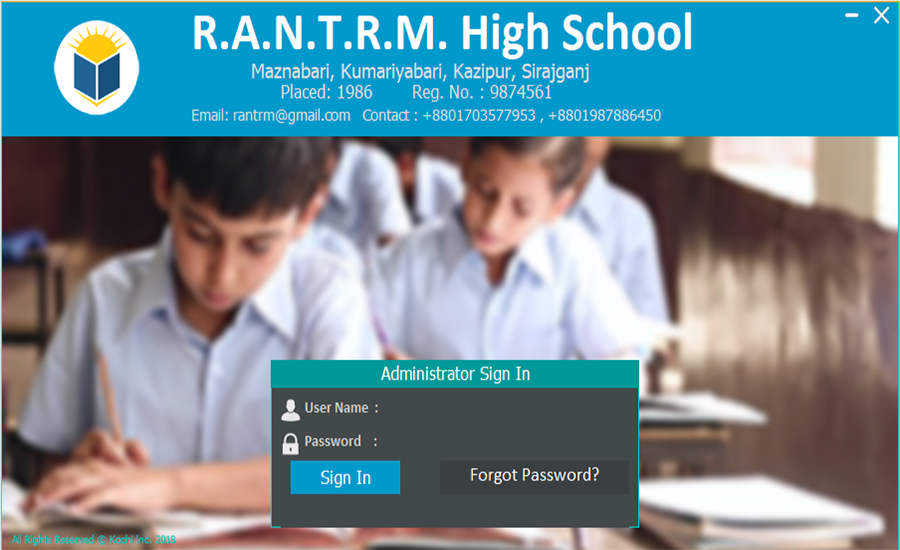 R.A.N.T.R.M. High School
Maznabari, Kumariyabari, Kazipur, Sirajganj
Placed: 1986 Reg. No. : 9874561
Email: rantrm@gmail.com Contact : +8801703577953 , +8801987886450
Administrator Sign In
User Name :
Password :
Sign In Forgot Password?
All Rights Reserved © Kochi Inc. 2018